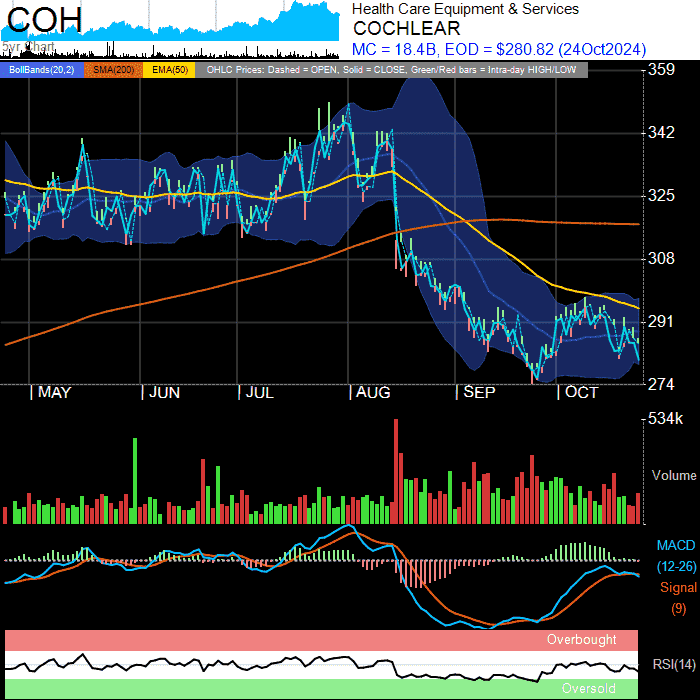 COH
5yr Chart
Health Care Equipment & Services
COCHLEAR
MC = 18.4B, EOD = $280.82 (24Oct2024)
BollBands(20,2) SMA(200) EMA(50) OHLC Prices: Dashed = OPEN, Solid = CLOSE, Green/Red bars = Intra-day HIGH/LOW
359
342
325
308
291
274
MAY JUN JUL AUG SEP OCT
534k
Volume
MACD
(12-26)
Signal
(9)
Overbought
RSI(14)
Oversold